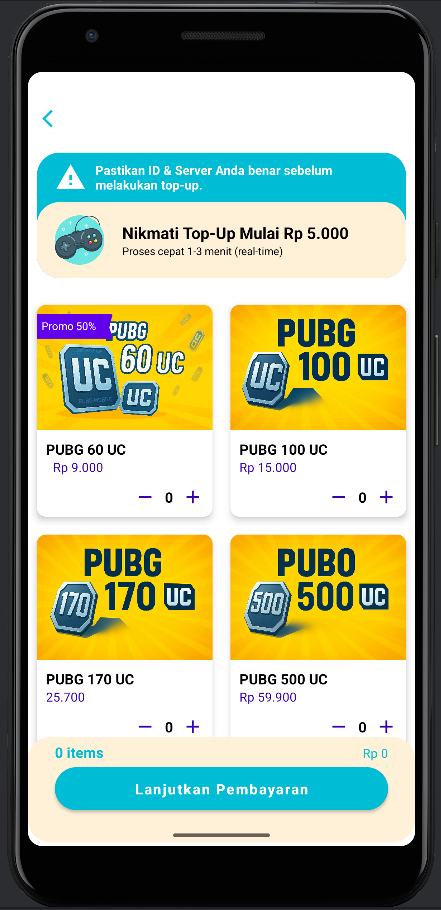 Pastikan ID & Server Anda benar sebelum
melakukan top-up.
Nikmati Top-Up Mulai Rp 5.000
Proses cepat 1-3 menit (real-time)
Promo 50%
PUBG
60 UC
UC
UC
PUBG 60 UC
Rp 9.000
0
PUBG
100 UC
UC
PUBG 100 UC
Rp 15.000
0
PUBG
170 UC
170
PUBG 170 UC
25.700
0
PUBO
500 UC
500
PUBG 500 UC
Rp 59.900
0
0 items
Rp 0
Lanjutkan Pembayaran